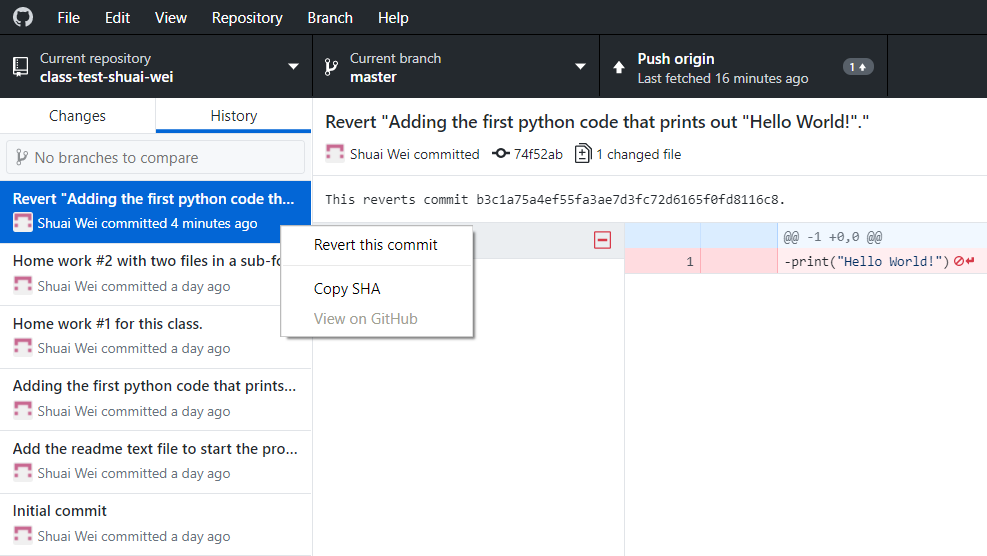 File Edit View Repository Branch Help
Current repository
class-test-shuai-wei
Current branch
master
Push origin
Last fetched 16 minutes ago
1
Changes
History
No branches to compare
Revert "Adding the first python code th...
Shuai Wei committed 4 minutes ago
Home work #2 with two files in a sub-fo
Shuai Wei committed a day ago
Home work #1 for this class.
Shuai Wei committed a day ago
Adding the first python code that prints...
Shuai Wei committed a day ago
Add the readme text file to start the pro...
Shuai Wei committed a day ago
Initial commit
Shuai Wei committed a day ago
Revert "Adding the first python code that prints out "Hello World!"."
Shuai Wei committed 74f52ab 1 changed file
This reverts commit b3c1a75a4ef55fa3ae7d3fc72d6165f0fd8116c8.
Revert this commit
Copy SHA
View on GitHub
@@ -1 +0,0 @@
1 -print("Hello World!")